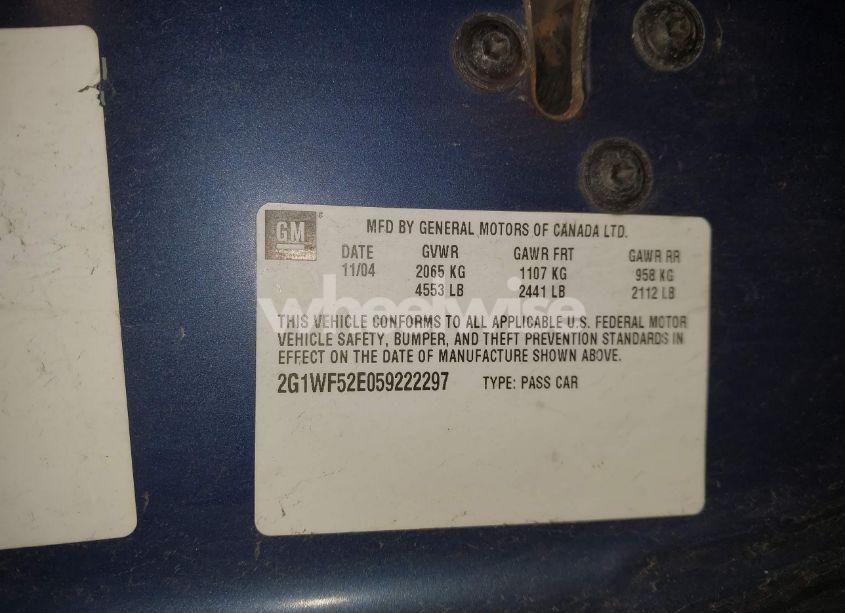 GM
MFD BY GENERAL MOTORS OF CANADA LTD.
DATE GVWR GAWR FRT GAWR RR
11/04 2065 KG 1107 KG 958 KG
4553 LB 2441 LB 2112 LB
wheelwise
THIS VEHICLE CONFORMS TO ALL APPLICABLE U.S. FEDERAL MOTOR
VEHICLE SAFETY, BUMPER, AND THEFT PREVENTION STANDARDS IN
EFFECT ON THE DATE OF MANUFACTURE SHOWN ABOVE.
2G1WF52E059222297 TYPE: PASS CAR